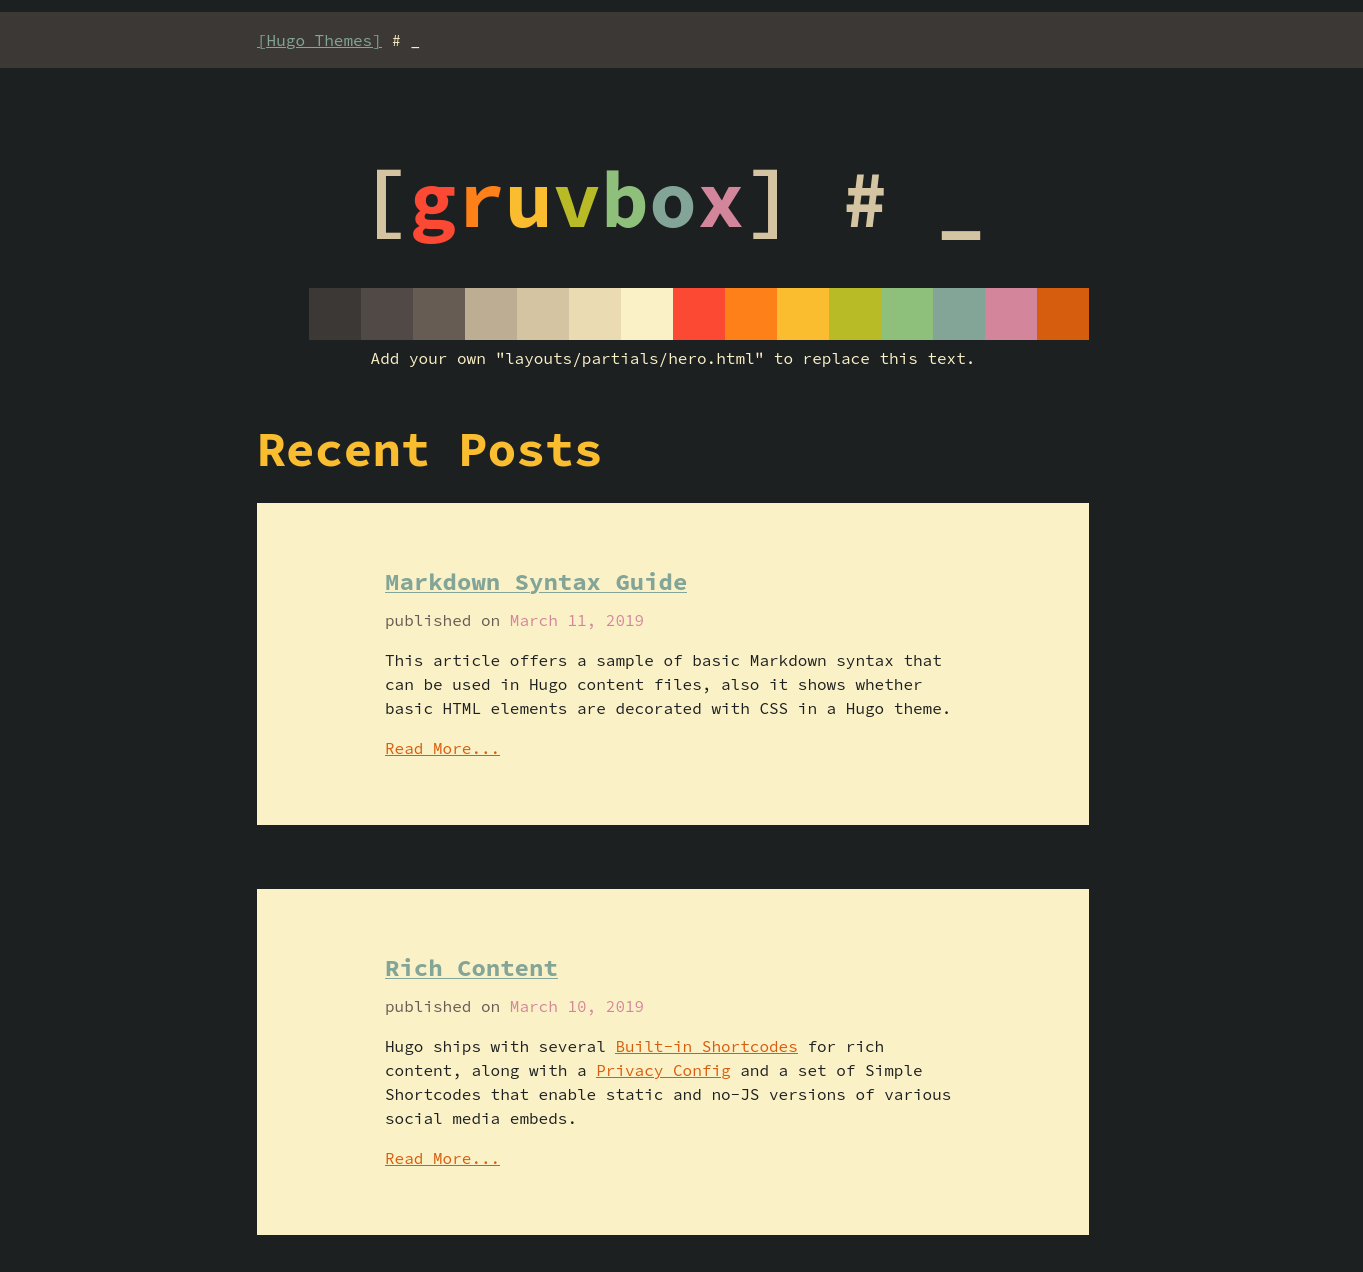 [Hugo Themes] # _
[gruvbox] # _
Add your own "layouts/partials/hero.html" to replace this text.
Recent Posts
Markdown Syntax Guide
published on March 11, 2019
This article offers a sample of basic Markdown syntax that
can be used in Hugo content files, also it shows whether
basic HTML elements are decorated with CSS in a Hugo theme.
Read More...
Rich Content
published on March 10, 2019
Hugo ships with several Built-in Shortcodes for rich
content, along with a Privacy Config and a set of Simple
Shortcodes that enable static and no-JS versions of various
social media embeds.
Read More...